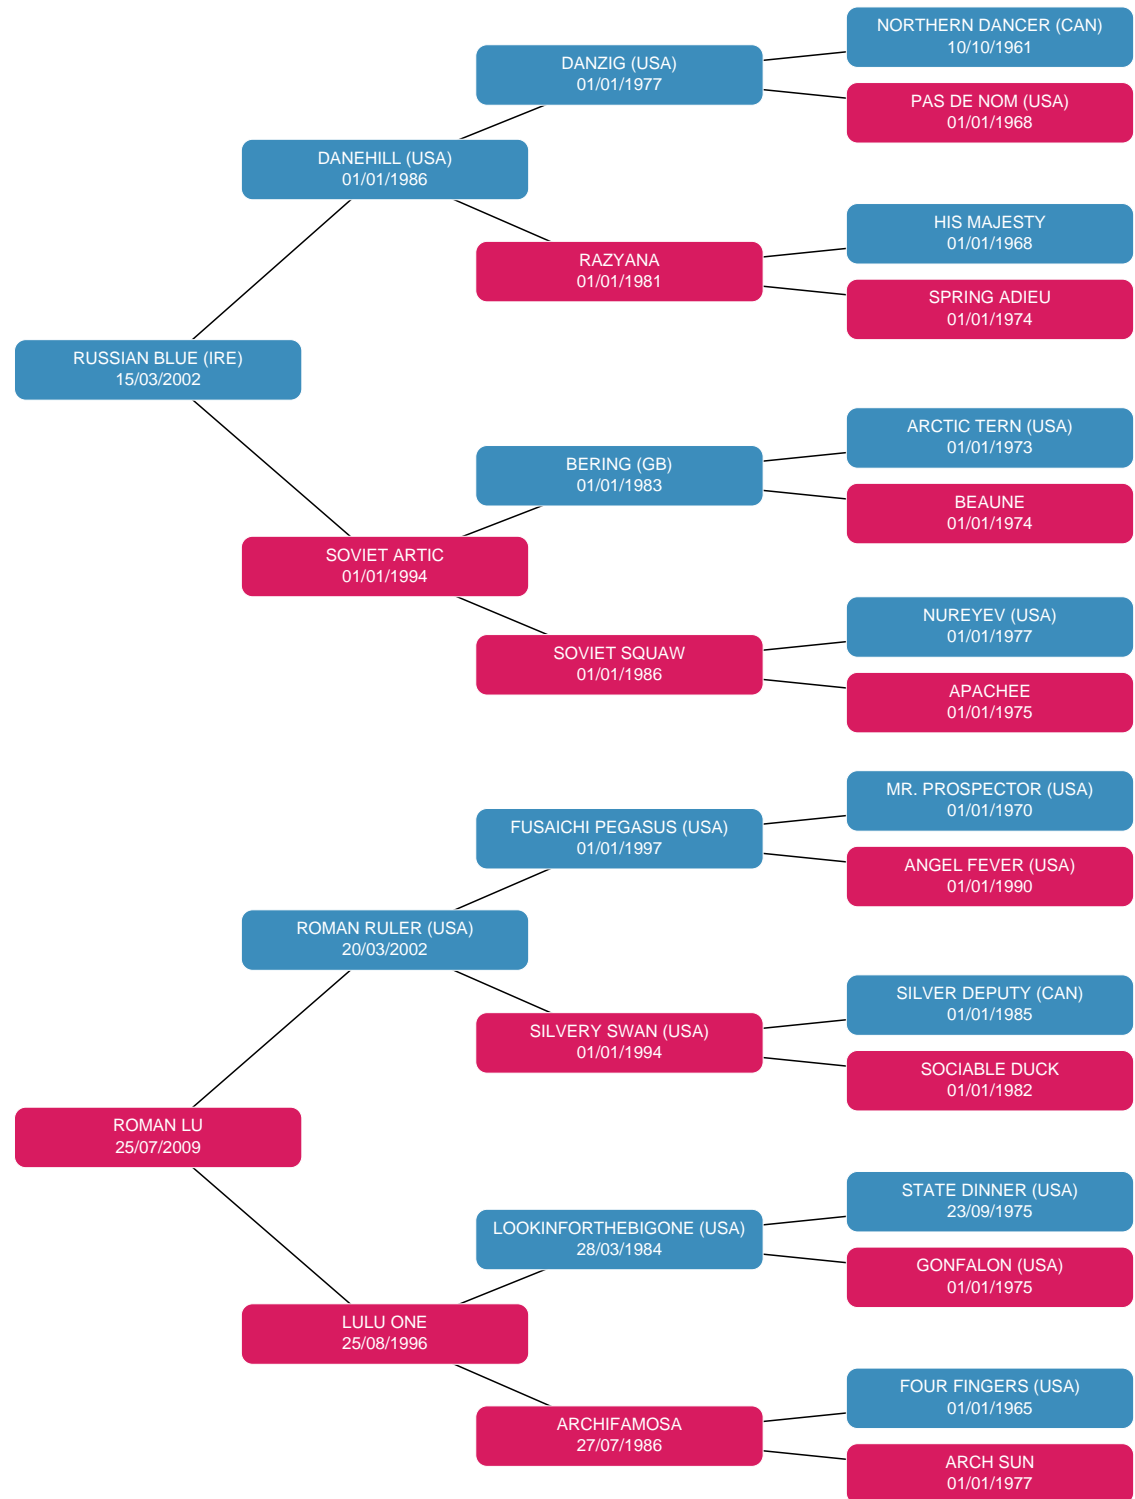 NORTHERN DANCER (CAN)
10/10/1961
DANZIG (USA)
01/01/1977
PAS DE NOM (USA)
01/01/1968
DANEHILL (USA)
01/01/1986
HIS MAJESTY
01/01/1968
RAZYANA
01/01/1981
SPRING ADIEU
01/01/1974
RUSSIAN BLUE (IRE)
15/03/2002
ARCTIC TERN (USA)
01/01/1973
BERING (GB)
01/01/1983
BEAUNE
01/01/1974
SOVIET ARTIC
01/01/1994
NUREYEV (USA)
01/01/1977
SOVIET SQUAW
01/01/1986
APACHEE
01/01/1975
MR. PROSPECTOR (USA)
01/01/1970
FUSAICHI PEGASUS (USA)
01/01/1997
ANGEL FEVER (USA)
01/01/1990
ROMAN RULER (USA)
20/03/2002
SILVER DEPUTY (CAN)
01/01/1985
SILVERY SWAN (USA)
01/01/1994
SOCIABLE DUCK
01/01/1982
ROMAN LU
25/07/2009
STATE DINNER (USA)
23/09/1975
LOOKINFORTHEBIGONE (USA)
28/03/1984
GONFALON (USA)
01/01/1975
LULU ONE
25/08/1996
FOUR FINGERS (USA)
01/01/1965
ARCHIFAMOSA
27/07/1986
ARCH SUN
01/01/1977